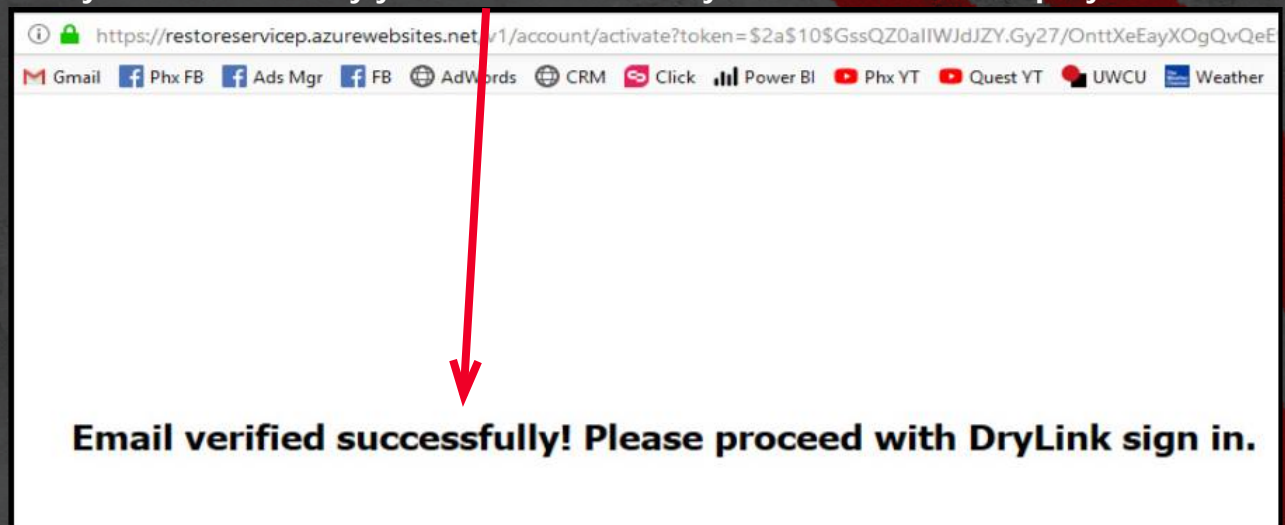 https://restoreservicep.azurewebsites.net/v1/account/activate?token=$2a$10$GssQZ0aIIWJdJZY.Gy27/OnttXeEayXOgQvQeE
Gmail Phx FB Ads Mgr FB AdWords CRM Click Power BI Phx YT Quest YT UWCU Weather
Email verified successfully! Please proceed with DryLink sign in.